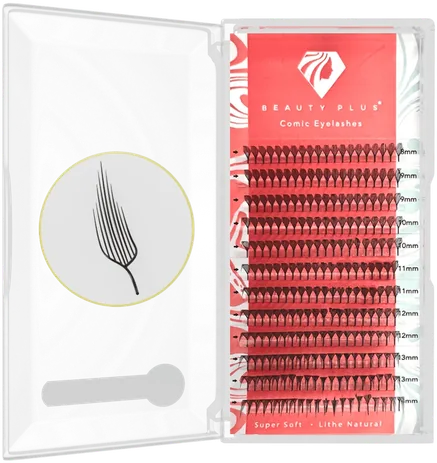 BEAUTY PLUS®
Comic Eyelashes
8mm
9mm
9mm
10mm
10mm
11mm
11mm
12mm
12mm
13mm
13mm
Super Soft - Lithe Natural